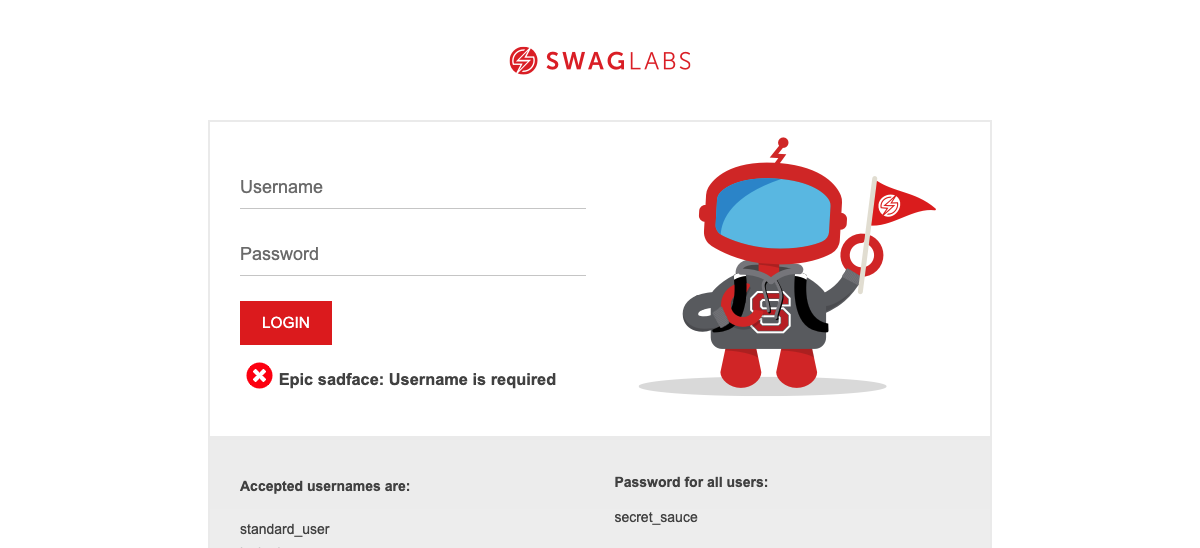 SWAGLABS
Username
Password
LOGIN
Epic sadface: Username is required
Accepted usernames are:
standard_user
Password for all users:
secret_sauce